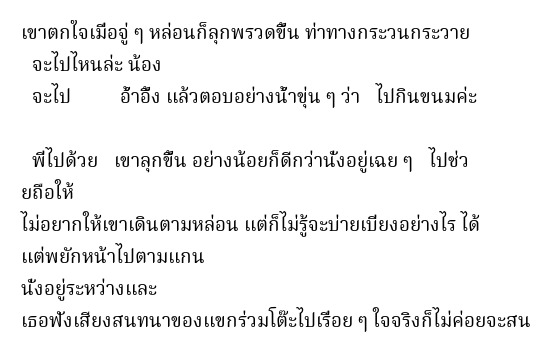 เขาตกใจเมื่อจู่ ๆ หล่อนก็ลุกพรวดขึ้น ท่าทางกระวนกระวาย
จะไปไหนล่ะ น้อง
จะไป อ้ำอึ้ง แล้วตอบอย่างน้ำขุ่น ๆ ว่า ไปกินขนมค่ะ
พี่ไปด้วย เขาลุกขึ้น อย่างน้อยก็ดีกว่านั่งอยู่เฉย ๆ ไปช่ว
ยถือให้
ไม่อยากให้เขาเดินตามหล่อน แต่ก็ไม่รู้จะบ่ายเบี่ยงอย่างไร ได้
แต่พยักหน้าไปตามแกน
นั่งอยู่ระหว่างและ
เธอฟังเสียงสนทนาของแขกร่วมโต๊ะไปเรื่อย ๆ ใจจริงก็ไม่ค่อยจะสน